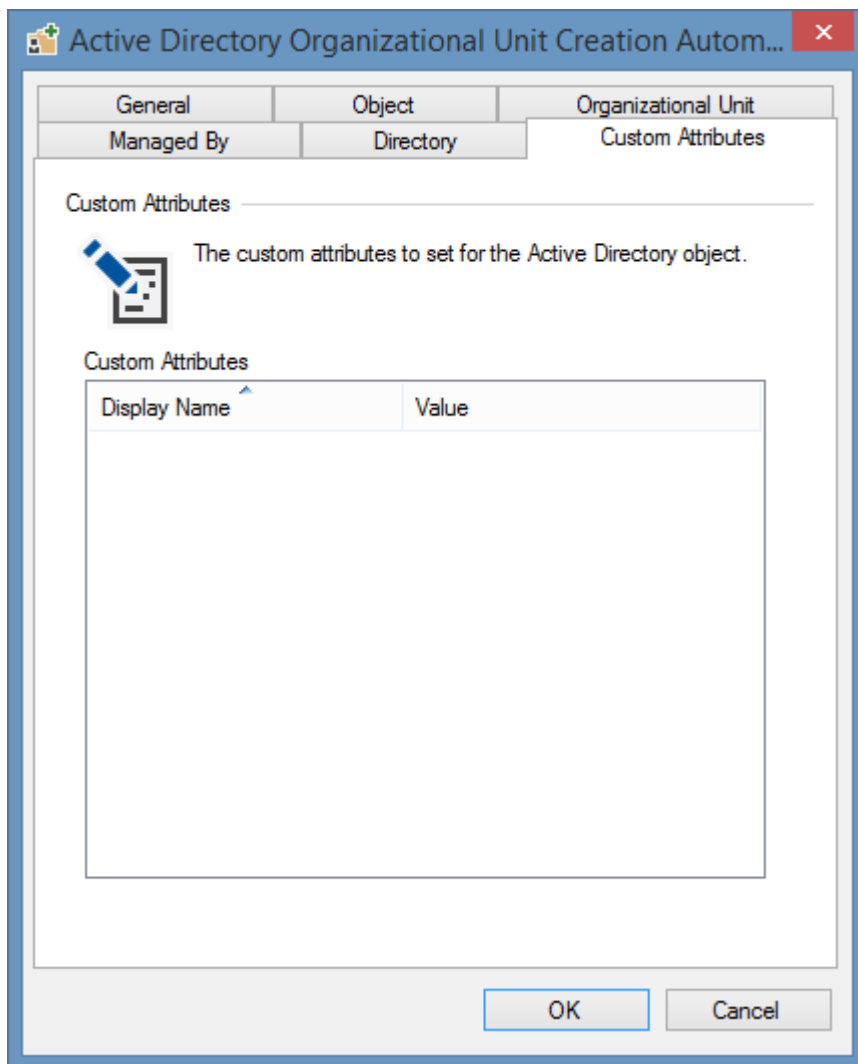 Active Directory Organizational Unit Creation Autom...
General Object Organizational Unit
Managed By Directory Custom Attributes
Custom Attributes
The custom attributes to set for the Active Directory object.
Custom Attributes
Display Name Value
OK Cancel